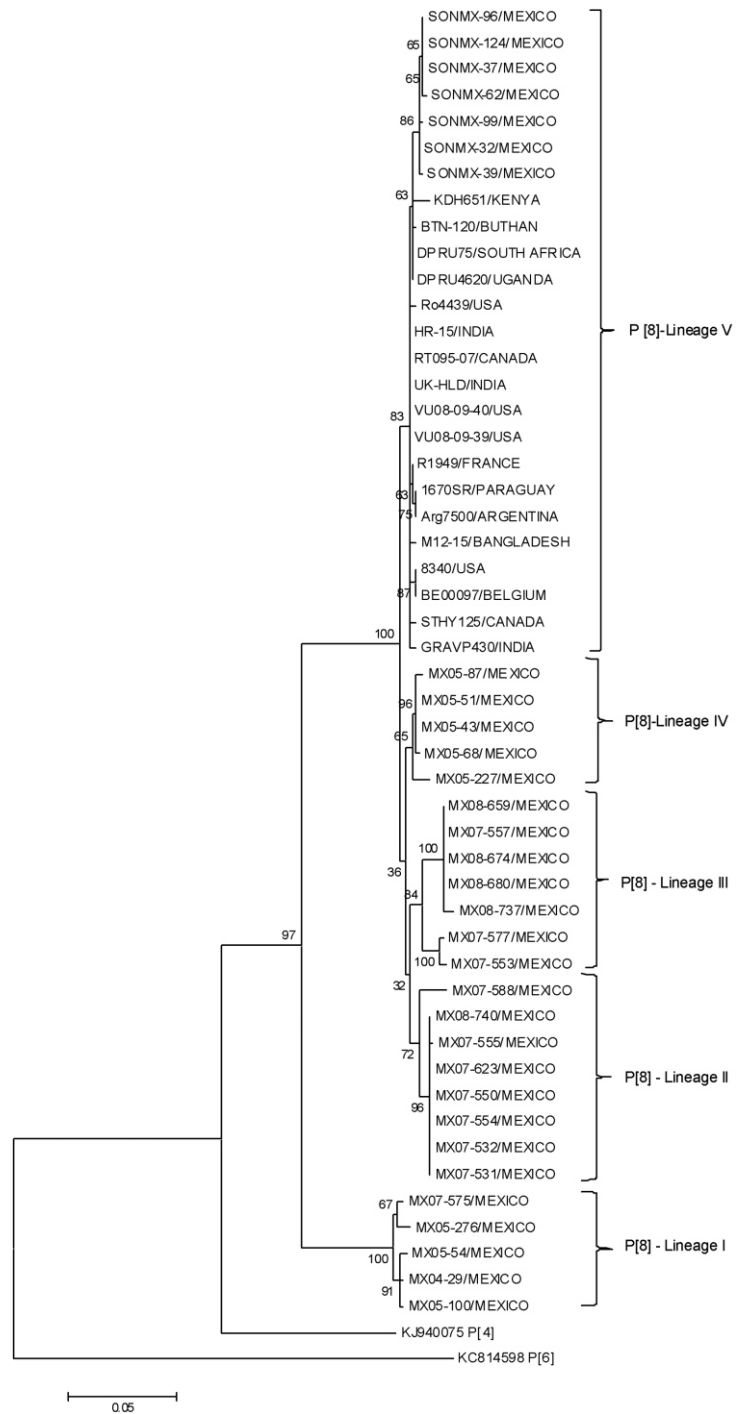 SONMX-96/MEXICO
65
SONMX-124/MEXICO
SONMX-37/MEXICO
65
SONMX-62/MEXICO
86
SONMX-99/MEXICO
SONMX-32/MEXICO
SONMX-39/MEXICO
63
KDH651/KENYA
BTN-120/BUTHAN
DPRU75/SOUTH AFRICA
DPRU4620/UGANDA
Ro4439/USA
HR-15/INDIA
P [8]-Lineage V
RT095-07/CANADA
UK-HLD/INDIA
VU08-09-40/USA
83
VU08-09-39/USA
R1949/FRANCE
63
1670SR/PARAGUAY
75
Arg7500/ARGENTINA
M12-15/BANGLADESH
8340/USA
87
BE00097/BELGIUM
STHY125/CANADA
100
GRAVP430/INDIA
MX05-87/MEXICO
96
MX05-51/MEXICO
P[8]-Lineage IV
MX05-43/MEXICO
65
MX05-68/MEXICO
MX05-227/MEXICO
MX08-659/MEXICO
MX07-557/MEXICO
100
MX08-674/MEXICO
36
MX08-680/MEXICO
P[8] - Lineage III
84
MX08-737/MEXICO
97
MX07-577/MEXICO
100
MX07-553/MEXICO
32
MX07-588/MEXICO
MX08-740/MEXICO
MX07-555/MEXICO
72
MX07-623/MEXICO
P[8] - Lineage II
MX07-550/MEXICO
96
MX07-554/MEXICO
MX07-532/MEXICO
MX07-531/MEXICO
67
MX07-575/MEXICO
MX05-276/MEXICO
P[8] - Lineage I
100
MX05-54/MEXICO
MX04-29/MEXICO
91
MX05-100/MEXICO
KJ940075 P[4]
KC814598 P[6]
0.05